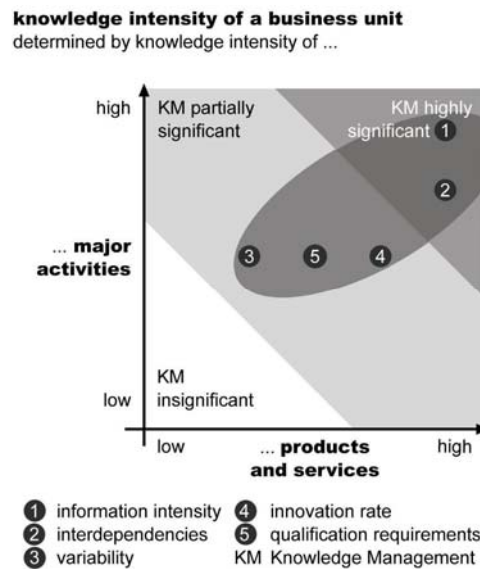 knowledge intensity of a business unit
determined by knowledge intensity of ...
high
KM partially
significant
KM highly
significant
1
2
... major
activities
3
5
4
KM
insignificant
low
low
... products
and services
high
1 information intensity
2 interdependencies
3 variability
4 innovation rate
5 qualification requirements
KM Knowledge Management